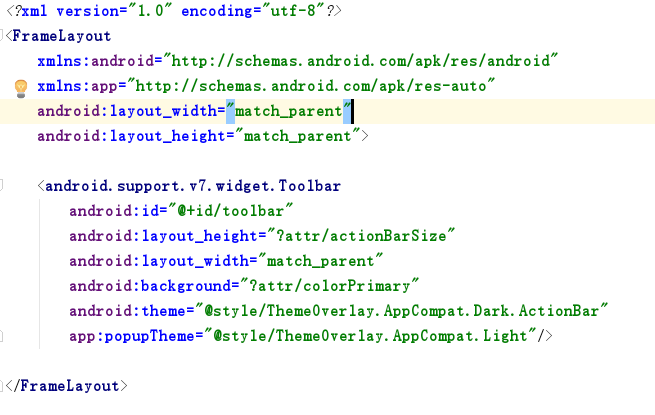 <?xml version="1.0" encoding="utf-8"?>
<FrameLayout
    xmlns:android="http://schemas.android.com/apk/res/android"
    xmlns:app="http://schemas.android.com/apk/res-auto"
    android:layout_width="match_parent"
    android:layout_height="match_parent">

    <android.support.v7.widget.Toolbar
        android:id="@+id/toolbar"
        android:layout_height="?attr/actionBarSize"
        android:layout_width="match_parent"
        android:background="?attr/colorPrimary"
        android:theme="@style/ThemeOverlay.AppCompat.Dark.ActionBar"
        app:popupTheme="@style/ThemeOverlay.AppCompat.Light"/>

</FrameLayout>